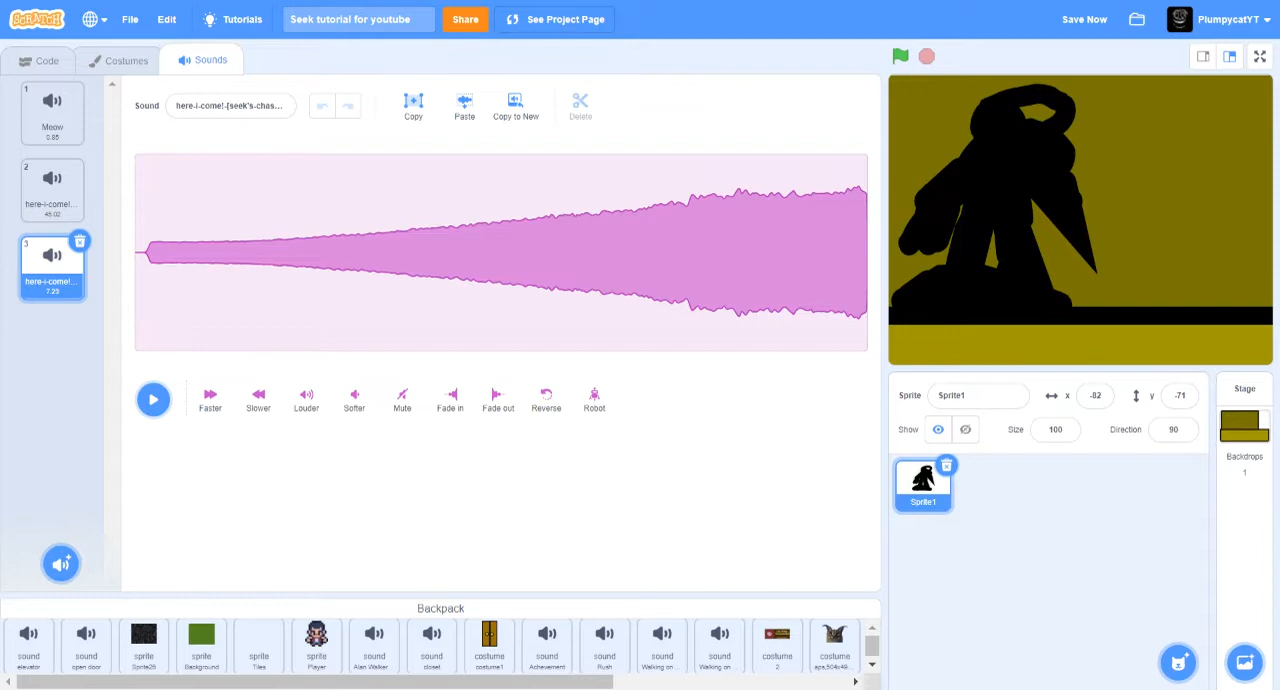 SCRATCH File Edit Tutorials Seek tutorial for youtube Share See Project Page Save Now PlumpycatYT
Code Costumes Sounds
1
Meow
0.85
2
here-i-come!...
45.02
3
here-i-come!...
7.23
Sound here-i-come!-[seek's-chas... Copy Paste Copy to New Delete
Faster Slower Louder Softer Mute Fade in Fade out Reverse Robot
Sprite Sprite1 x -82 y -71
Show Size 100 Direction 90
Sprite1
Stage
Backdrops
1
Backpack
sound sound sprite sprite sprite sprite sound sound costume sound sound sound sound costume costume
elevator open door Sprite26 Background Tiles Player Alan Walker closet costume1 Achievement Rush Walking on ... Walking on ... 2 aps,504x49...